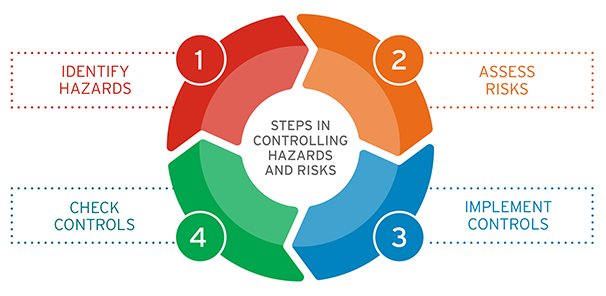 1
IDENTIFY
HAZARDS
2
ASSESS
RISKS
STEPS IN
CONTROLLING
HAZARDS
AND RISKS
3
IMPLEMENT
CONTROLS
4
CHECK
CONTROLS